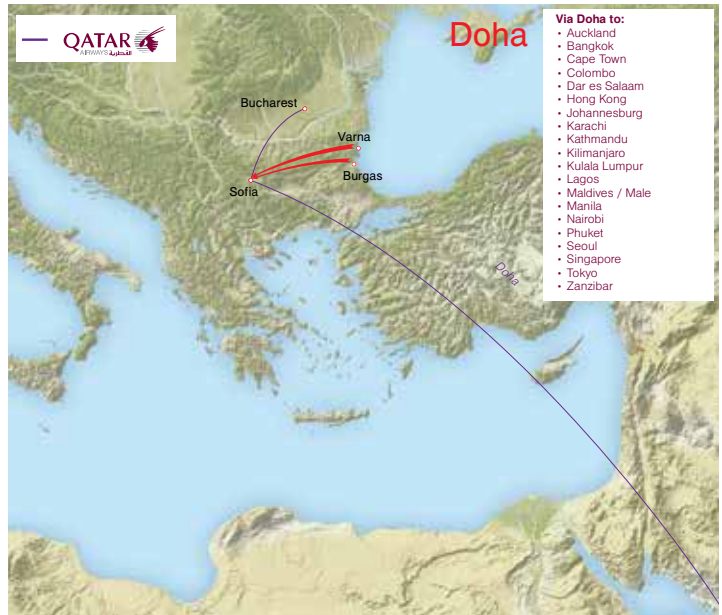 QATAR
AIRWAYS القطرية
Doha
Via Doha to:
• Auckland
• Bangkok
• Cape Town
• Colombo
• Dar es Salaam
• Hong Kong
• Johannesburg
• Karachi
• Kathmandu
• Kilimanjaro
• Kulala Lumpur
• Lagos
• Maldives / Male
• Manila
• Nairobi
• Phuket
• Seoul
• Singapore
• Tokyo
• Zanzibar
Bucharest
Varna
Burgas
Sofia
Doha